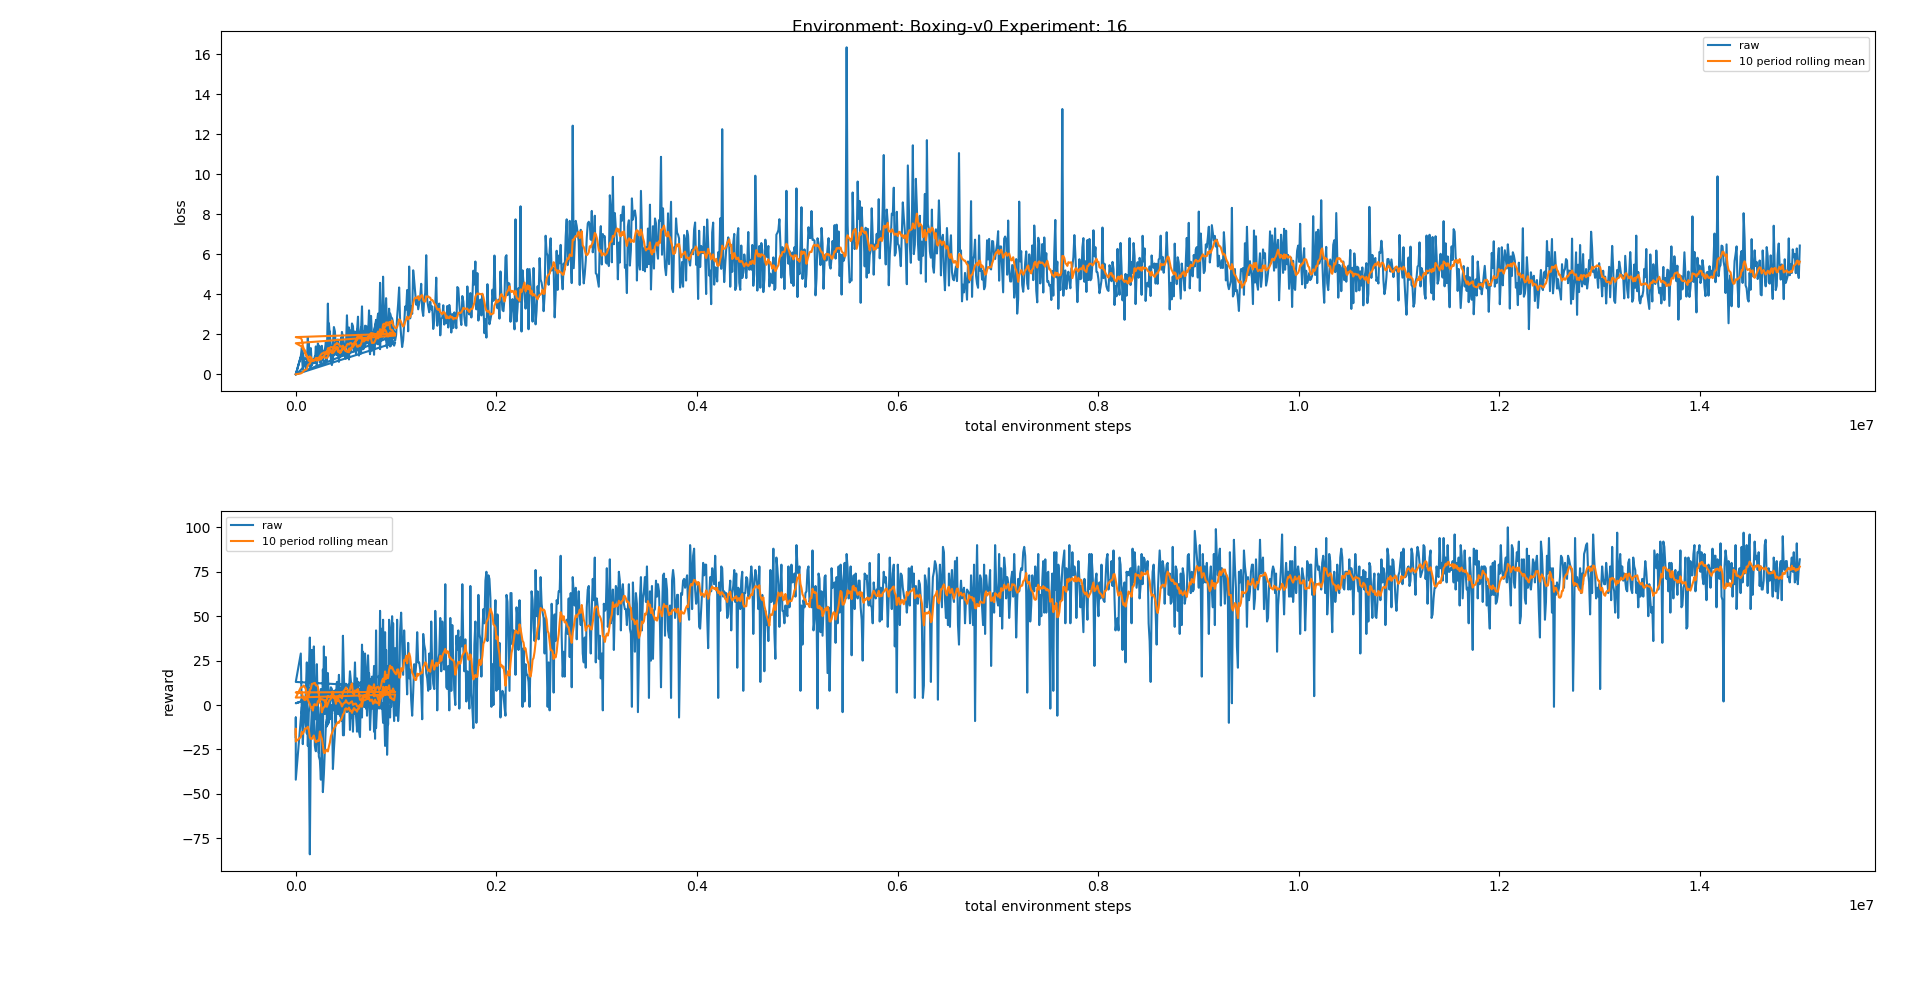 Environment: Boxing-v0 Experiment: 16
16
14
12
10
8
6
4
2
0
loss
raw
10 period rolling mean
0.0 0.2 0.4 0.6 0.8 1.0 1.2 1.4
total environment steps
1e7
100
75
50
25
0
−25
−50
−75
reward
raw
10 period rolling mean
0.0 0.2 0.4 0.6 0.8 1.0 1.2 1.4
total environment steps
1e7